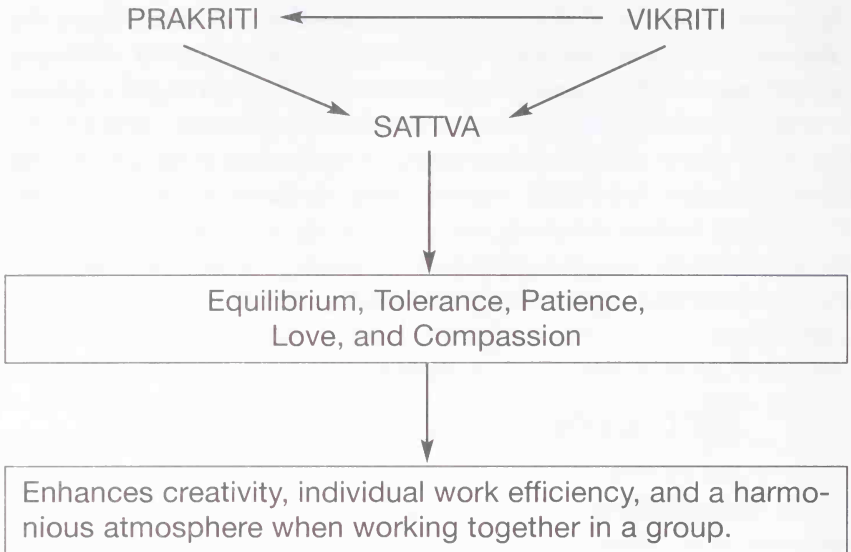 PRAKRITI VIKRITI
SATTVA
Equilibrium, Tolerance, Patience,
Love, and Compassion
Enhances creativity, individual work efficiency, and a harmo-
nious atmosphere when working together in a group.